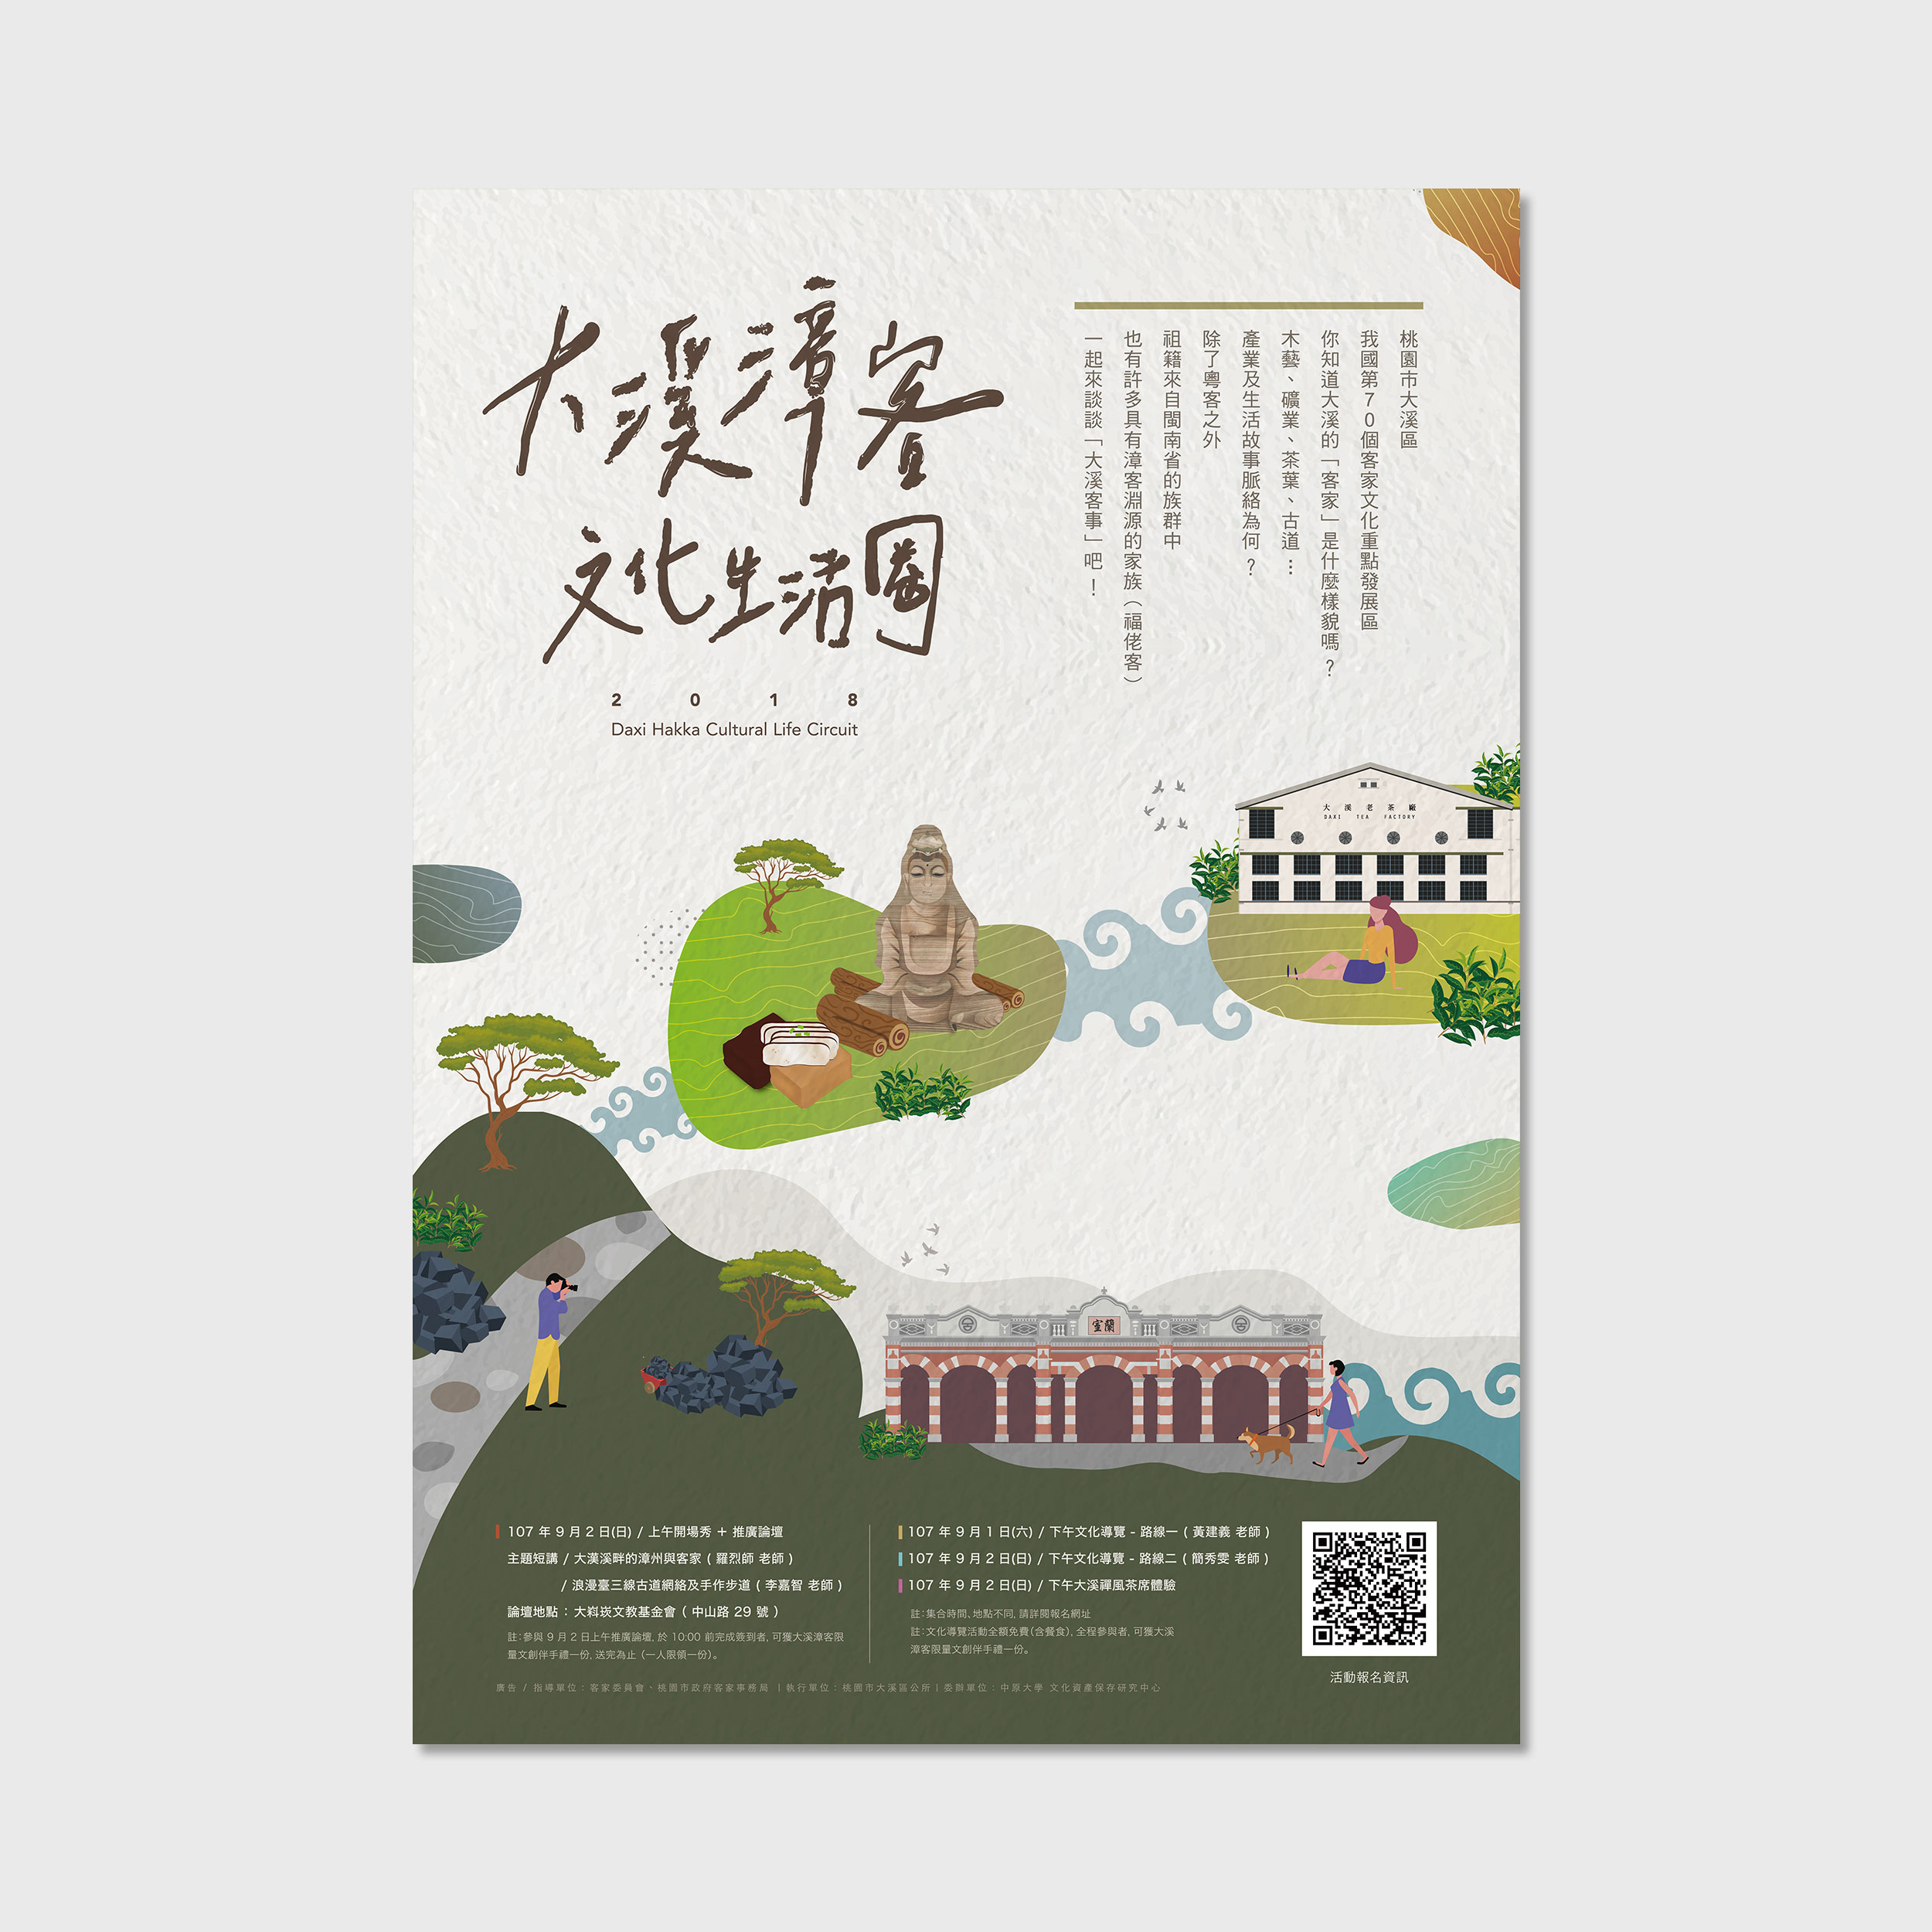 大溪漳客
文化生活圈
2018
Daxi Hakka Cultural Life Circuit
桃園市大溪區
我國第70個客家文化重點發展區
你知道大溪的「客家」是什麼樣貌嗎？
木藝、礦業、茶葉、古道…
產業及生活故事脈絡為何？
除了粵客之外
祖籍來自閩南省的族群中
也有許多具有漳客淵源的家族（福佬客）
一起來談談「大溪客事」吧！
大溪老茶廠
DAXI TEA FACTORY
室蘭
107 年 9 月 2 日(日) / 上午開場秀 + 推廣論壇
主題短講 / 大漢溪畔的漳州與客家 ( 羅烈師 老師 )
/ 浪漫臺三線古道網絡及手作步道 ( 李嘉智 老師 )
論壇地點：大嵙崁文教基金會 ( 中山路 29 號 )
註：參與 9 月 2 日上午推廣論壇, 於 10:00 前完成簽到者, 可獲大溪漳客限
量文創伴手禮一份, 送完為止 (一人限領一份)。
107 年 9 月 1 日(六) / 下午文化導覽 - 路線一 ( 黃建義 老師 )
107 年 9 月 2 日(日) / 下午文化導覽 - 路線二 ( 簡秀雯 老師 )
107 年 9 月 2 日(日) / 下午大溪禪風茶席體驗
註：集合時間、地點不同, 請詳閱報名網址
註：文化導覽活動全額免費(含餐食), 全程參與者, 可獲大溪
漳客限量文創伴手禮一份。
活動報名資訊
廣告 / 指導單位：客家委員會、桃園市政府客家事務局 | 執行單位：桃園市大溪區公所 | 委辦單位：中原大學 文化資產保存研究中心